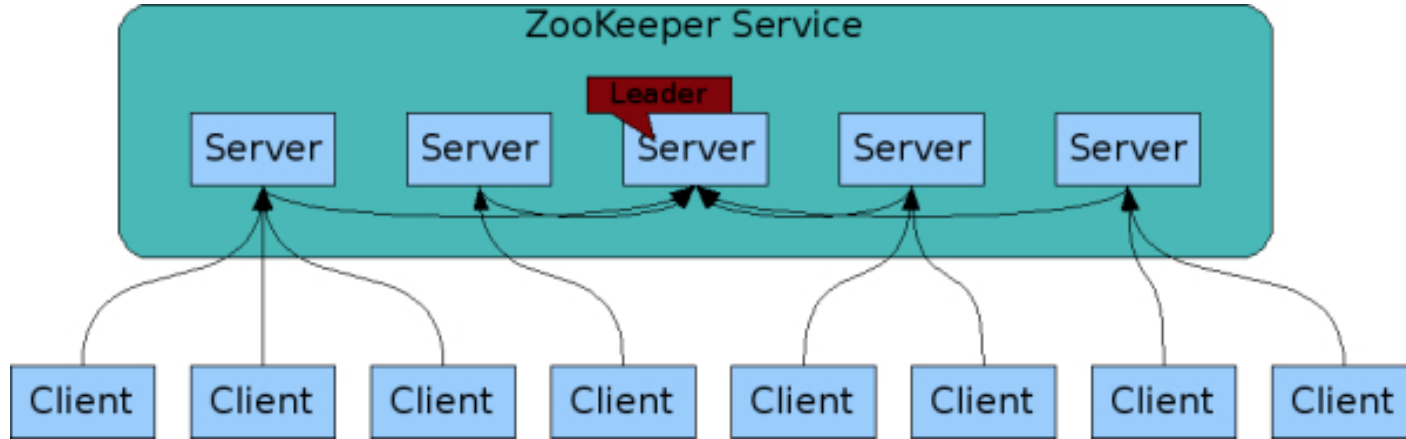 ZooKeeper Service
Leader
Server
Server
Server
Server
Server
Client
Client
Client
Client
Client
Client
Client
Client